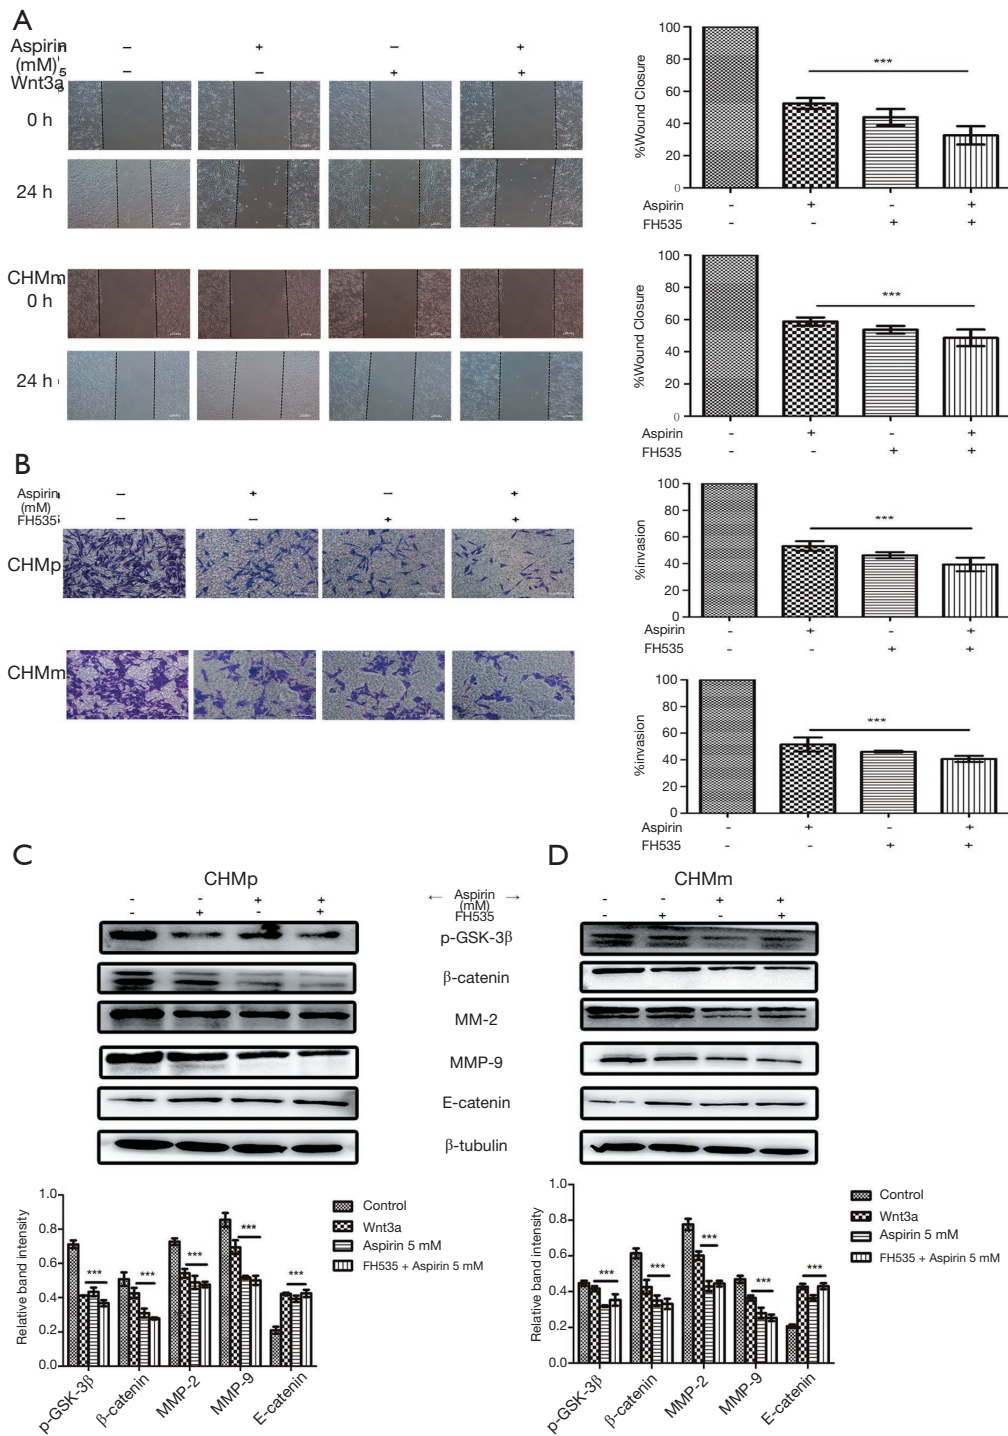 A
Aspirin
(mM)
Wnt3a
– + – +
– – + +
0 h
24 h
CHMm
0 h
24 h
%Wound Closure
100
80
60
40
20
0
***
Aspirin - + - +
FH535 - - + +
%Wound Closure
100
80
60
40
20
0
***
Aspirin - + - +
FH535 - - + +
B
Aspirin – + – +
(mM)
FH535 – – + +
CHMp
CHMm
%invasion
100
80
60
40
20
0
***
Aspirin - + - +
FH535 - - + +
%invasion
100
80
60
40
20
0
***
Aspirin - + - +
FH535 - - + +
C
CHMp
- - + +
- + - +
← Aspirin →
(mM)
FH535
D
CHMm
- - + +
- + - +
p-GSK-3β
β-catenin
MM-2
MMP-9
E-catenin
β-tubulin
Relative band intensity
1.0
0.8
0.6
0.4
0.2
0.0
*** *** *** *** ***
p-GSK-3β
β-catenin
MMP-2
MMP-9
E-catenin
Control
Wnt3a
Aspirin 5 mM
FH535 + Aspirin 5 mM
Relative band intensity
1.0
0.8
0.6
0.4
0.2
0.0
*** *** *** *** ***
p-GSK-3β
β-catenin
MMP-2
MMP-9
E-catenin
Control
Wnt3a
Aspirin 5 mM
FH535 + Aspirin 5 mM